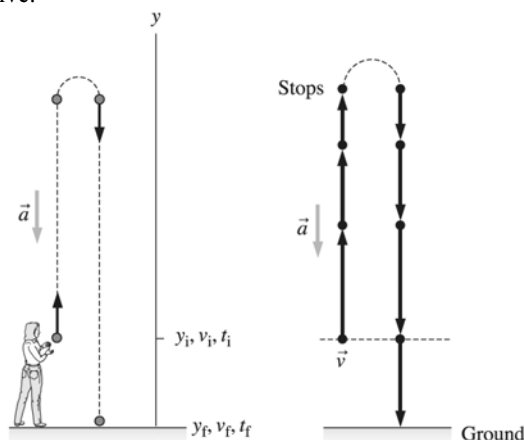 y
Stops
a
a
yi, vi, ti
v
yf, vf, tf
Ground